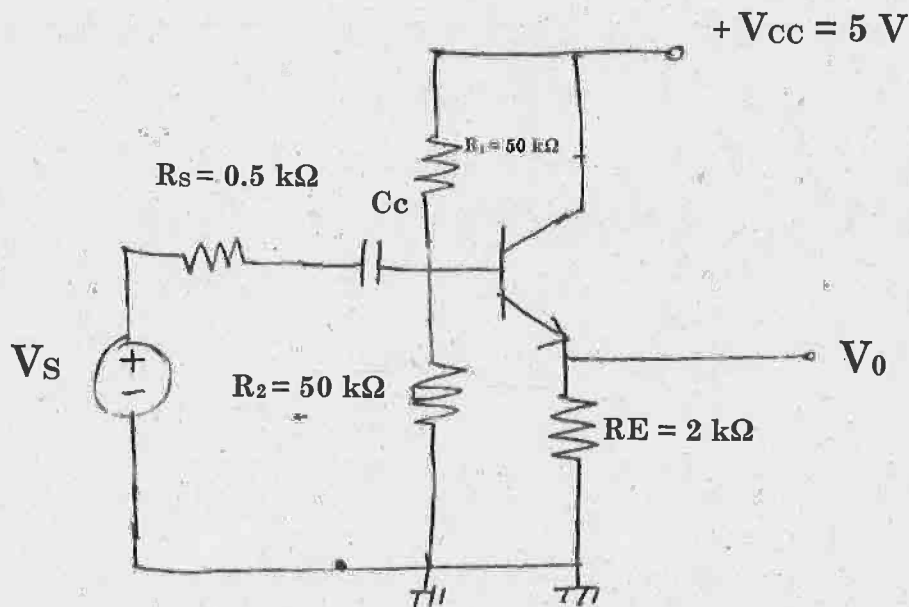 + VCC = 5 V
R1 = 50 kΩ
RS = 0.5 kΩ
Cc
+
-
VS
R2 = 50 kΩ
V0
RE = 2 kΩ